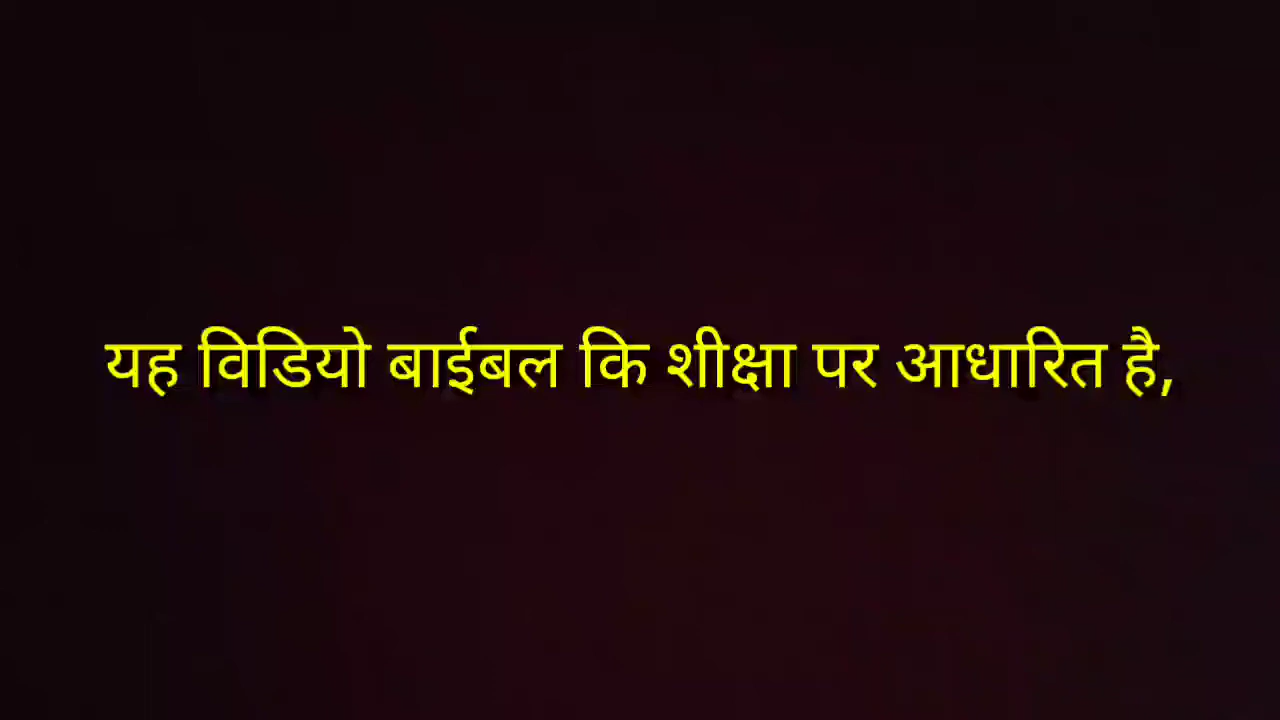 यह विडियो बाईबल कि शीक्षा पर आधारित है,